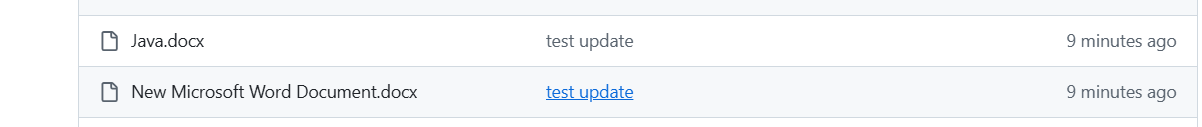 Java.docx test update 9 minutes ago
New Microsoft Word Document.docx test update 9 minutes ago